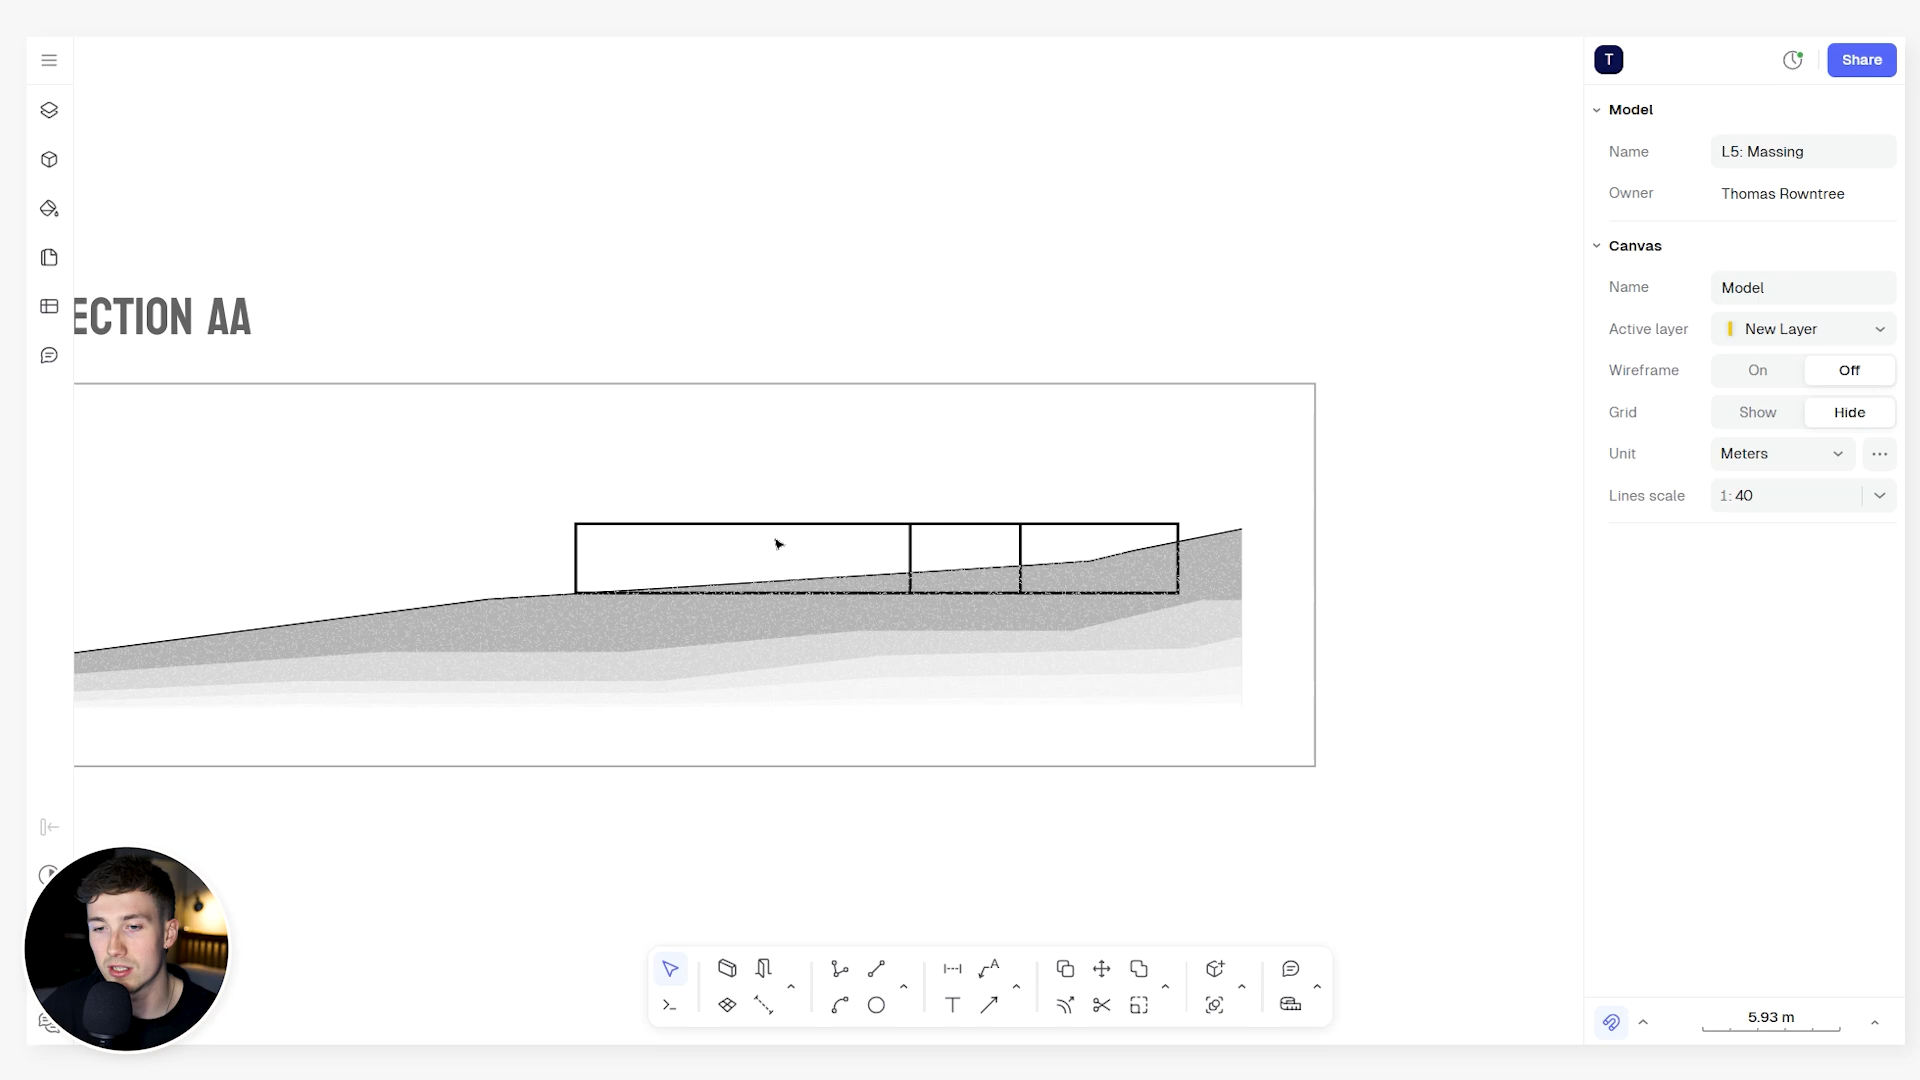 T
Share
Model
Name
L5: Massing
Owner
Thomas Rowntree
Canvas
Name
Model
Active layer
New Layer
Wireframe
On
Off
Grid
Show
Hide
Unit
Meters
Lines scale
1: 40
ECTION AA
5.93 m